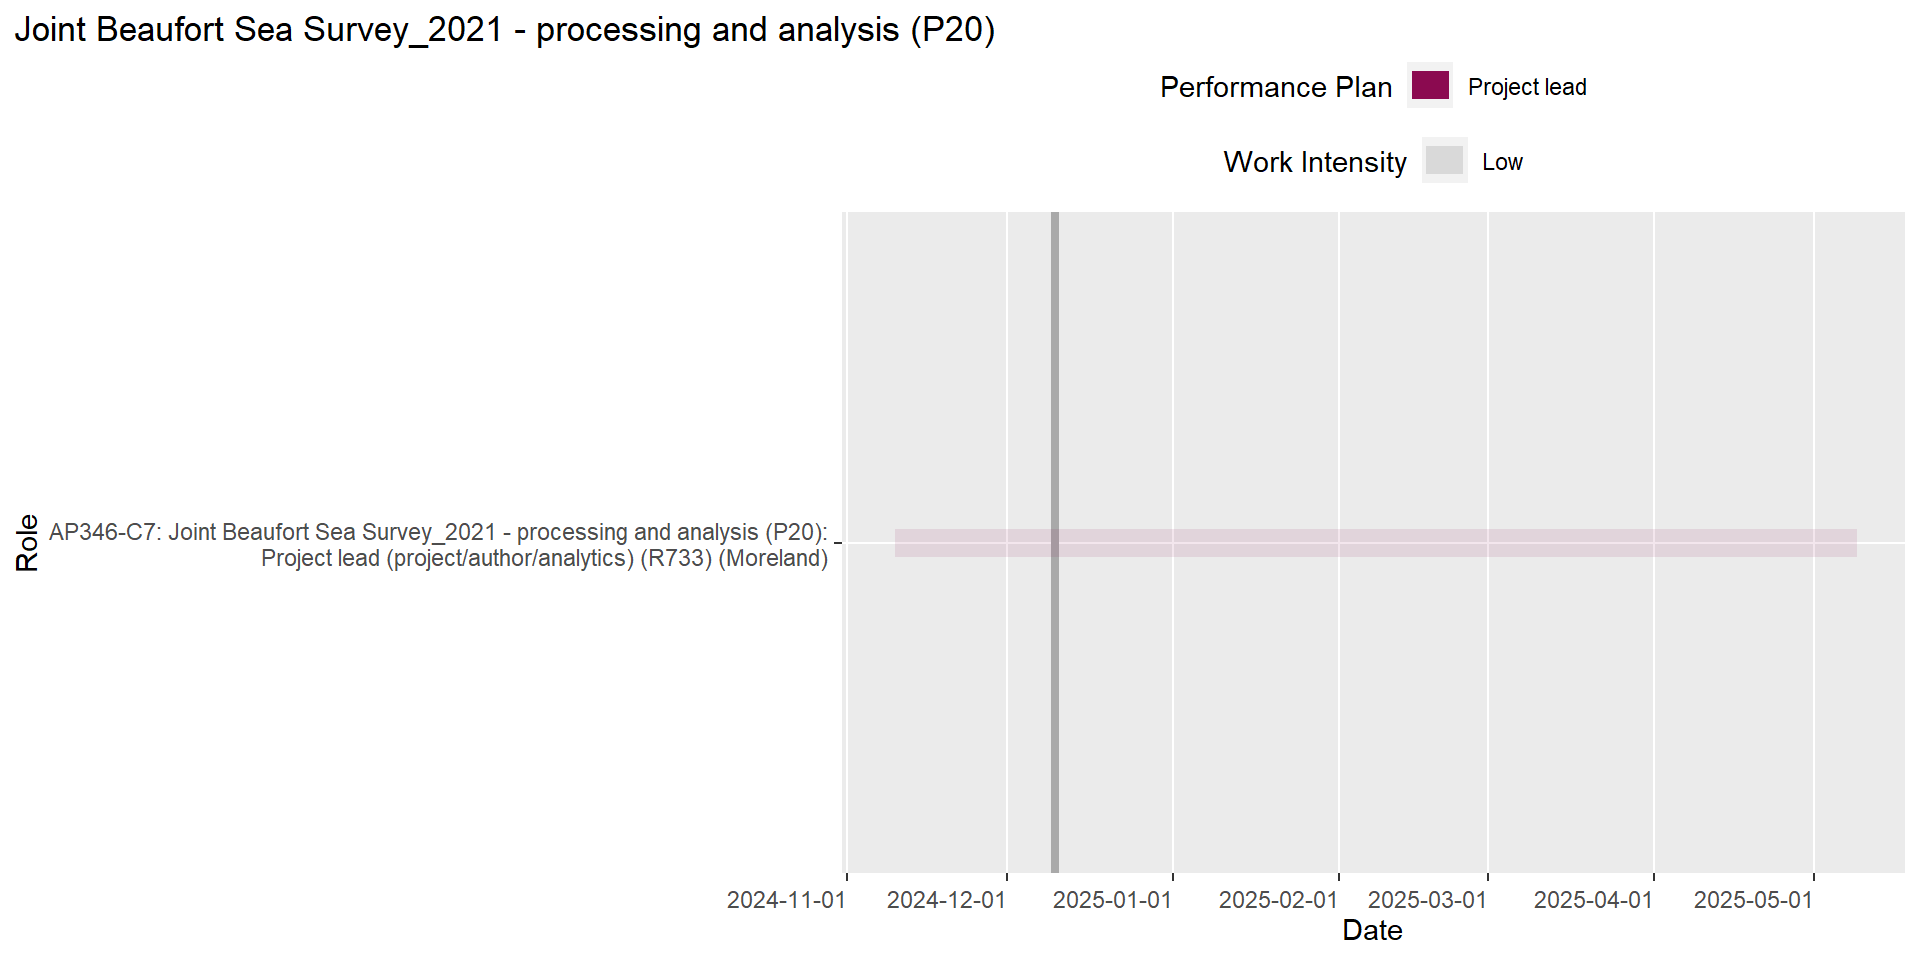 Joint Beaufort Sea Survey_2021 - processing and analysis (P20)
Performance Plan
Project lead
Work Intensity
Low
Role
AP346-C7: Joint Beaufort Sea Survey_2021 - processing and analysis (P20):
Project lead (project/author/analytics) (R733) (Moreland)
2024-11-01
2024-12-01
2025-01-01
2025-02-01
2025-03-01
2025-04-01
2025-05-01
Date